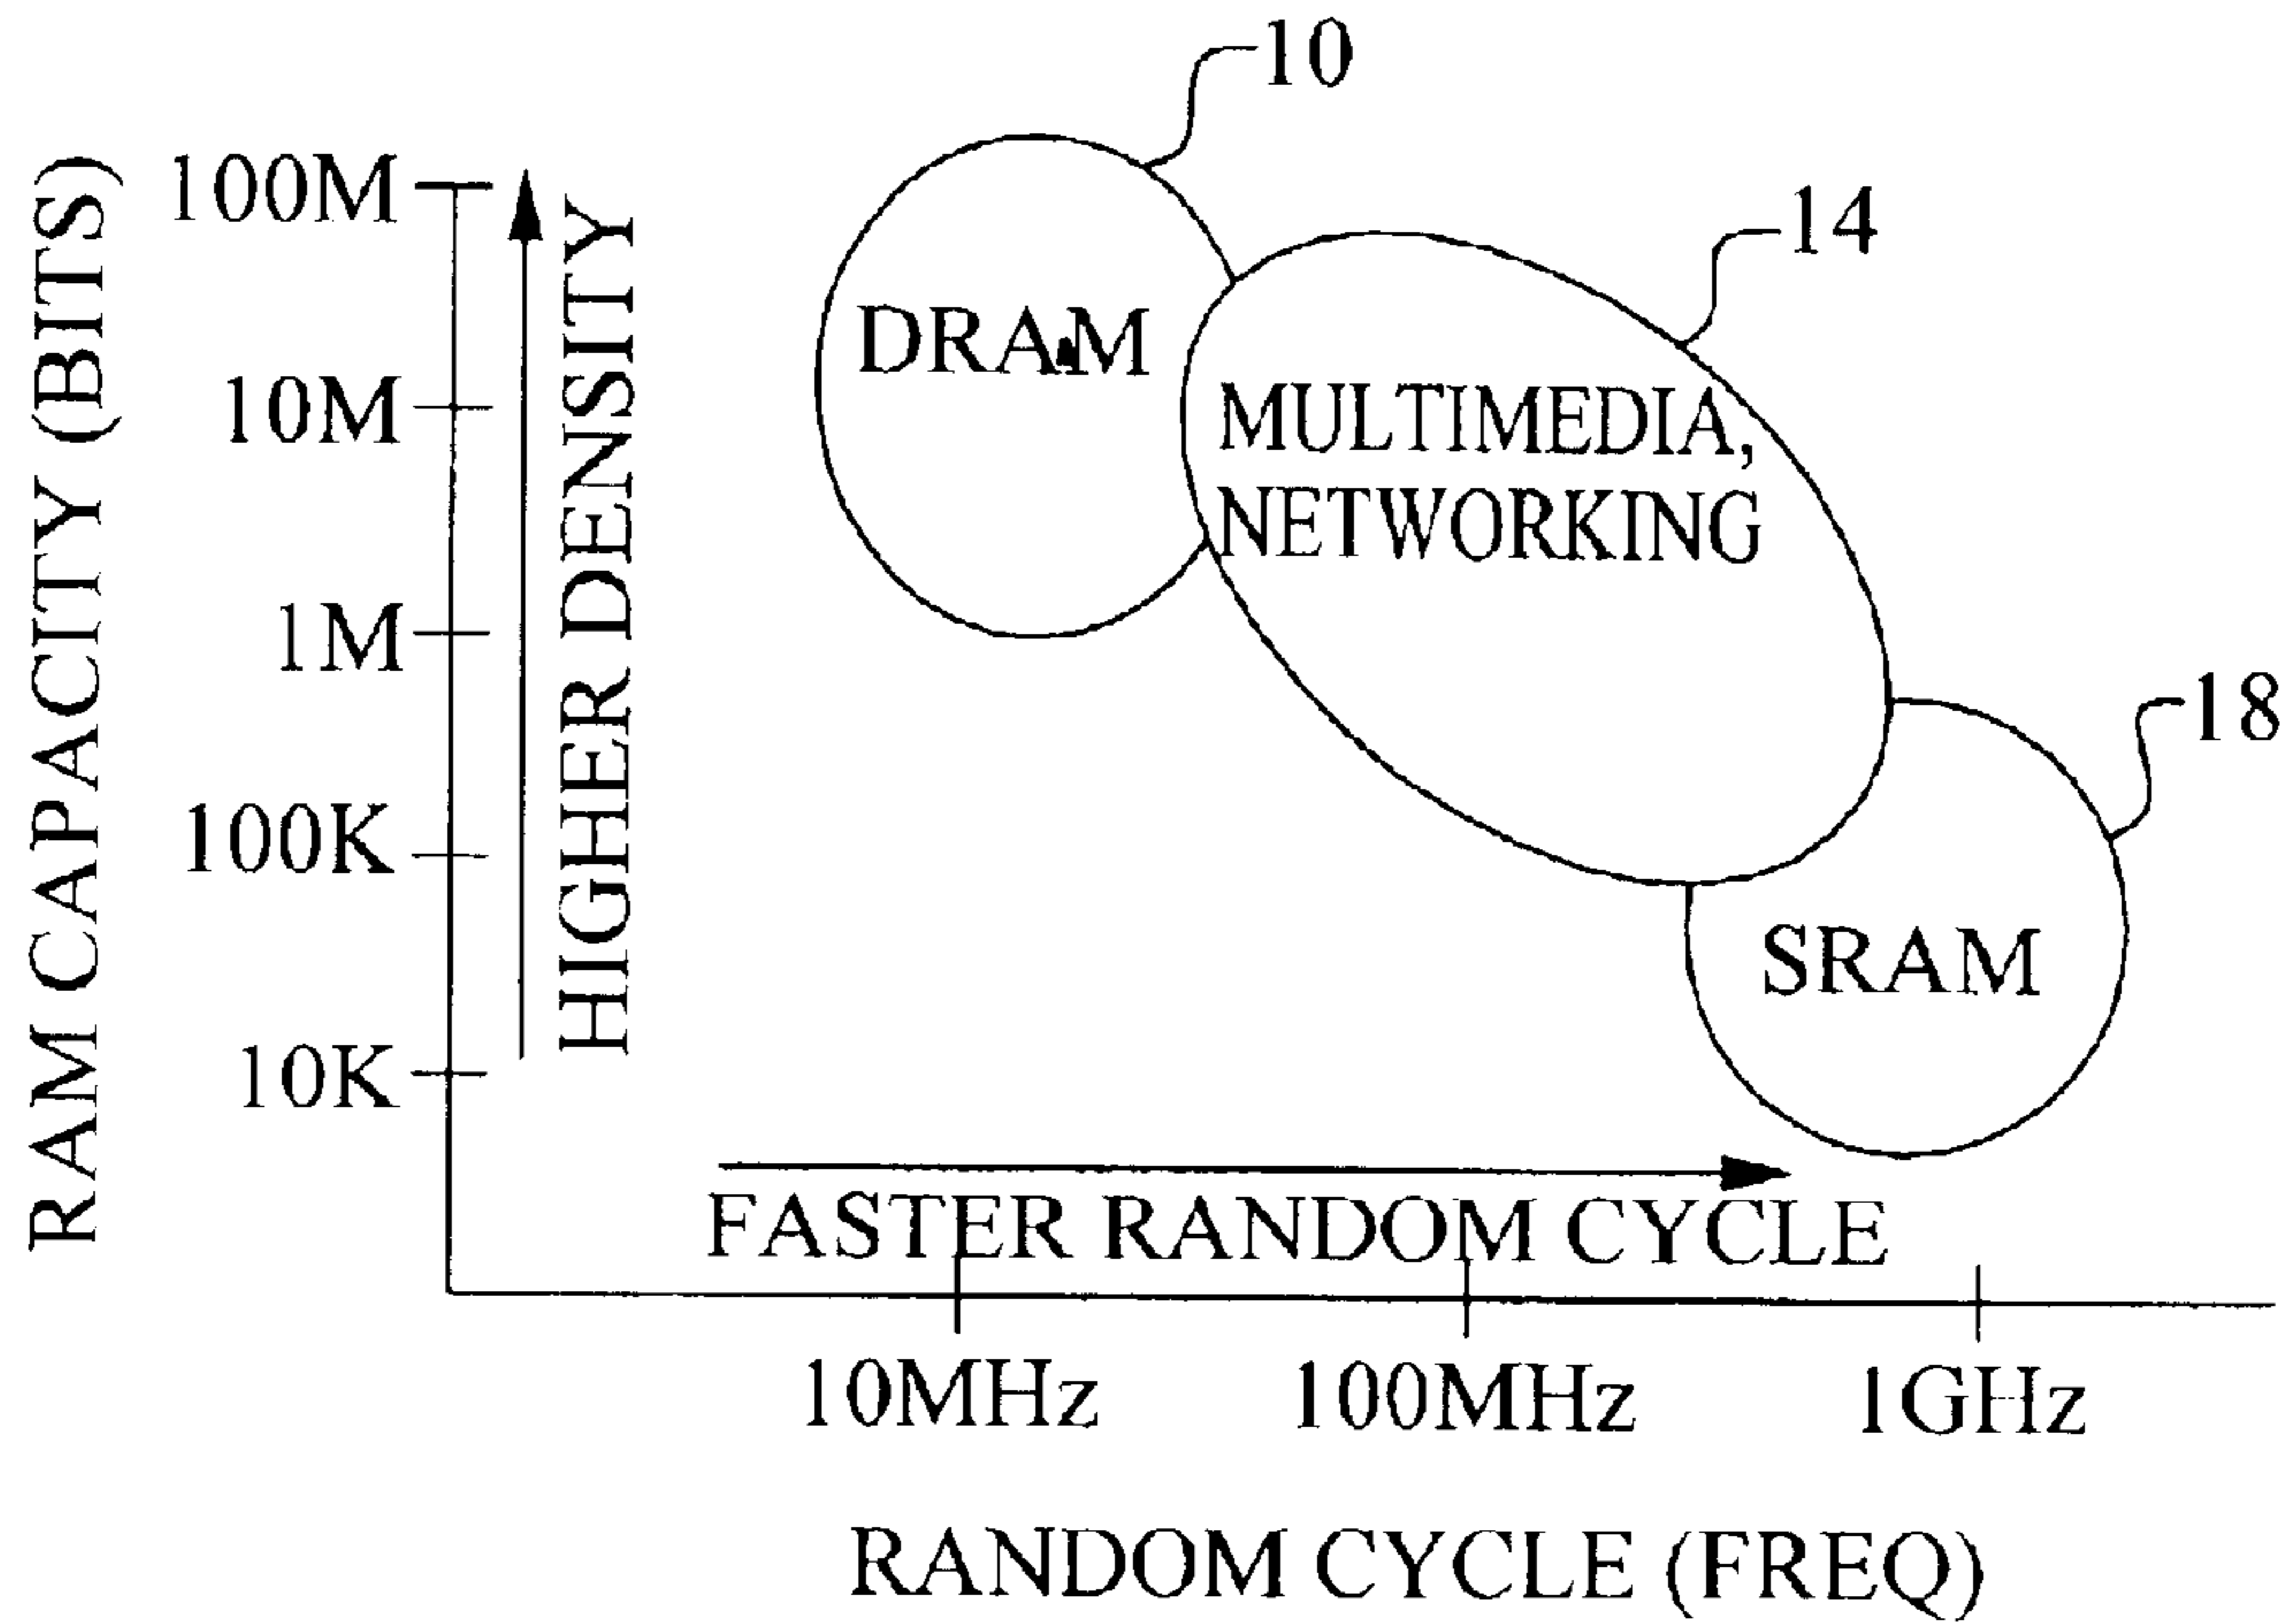 10
14
18
RAM CAPACITY (BITS)
100M
10M
1M
100K
10K
HIGHER DENSITY
DRAM
MULTIMEDIA,
NETWORKING
SRAM
FASTER RANDOM CYCLE
10MHz
100MHz
1GHz
RANDOM CYCLE (FREQ)